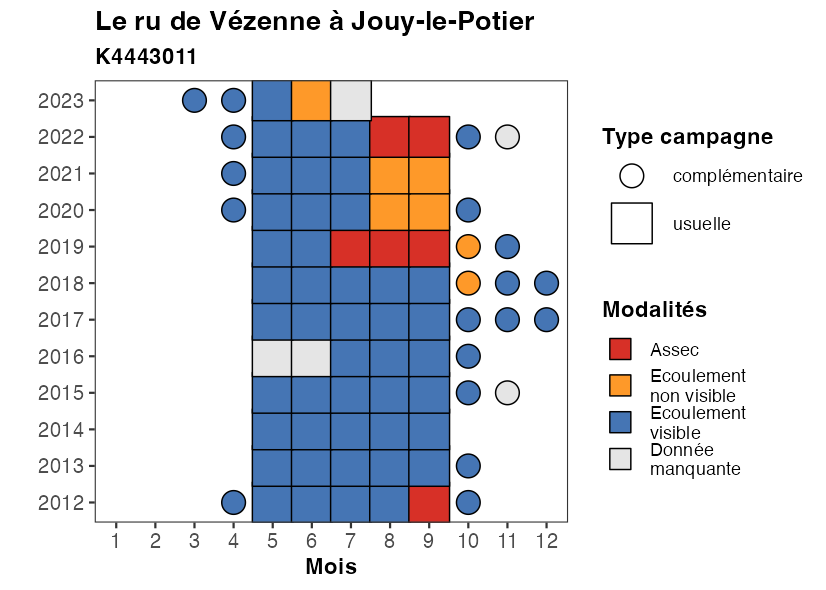 Le ru de Vézenne à Jouy-le-Potier
K4443011
2023
2022
2021
2020
2019
2018
2017
2016
2015
2014
2013
2012
1 2 3 4 5 6 7 8 9 10 11 12
Mois
Type campagne
complémentaire
usuelle
Modalités
Assec
Ecoulement
non visible
Ecoulement
visible
Donnée
manquante